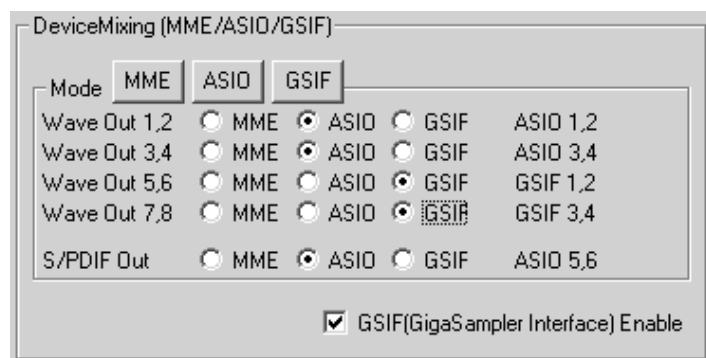 DeviceMixing (MME/ASIO/GSIF)
Mode MME ASIO GSIF
Wave Out 1,2 MME ASIO GSIF ASIO 1,2
Wave Out 3,4 MME ASIO GSIF ASIO 3,4
Wave Out 5,6 MME ASIO GSIF GSIF 1,2
Wave Out 7,8 MME ASIO GSIF GSIF 3,4
S/PDIF Out MME ASIO GSIF ASIO 5,6
GSIF(GigaSampler Interface) Enable